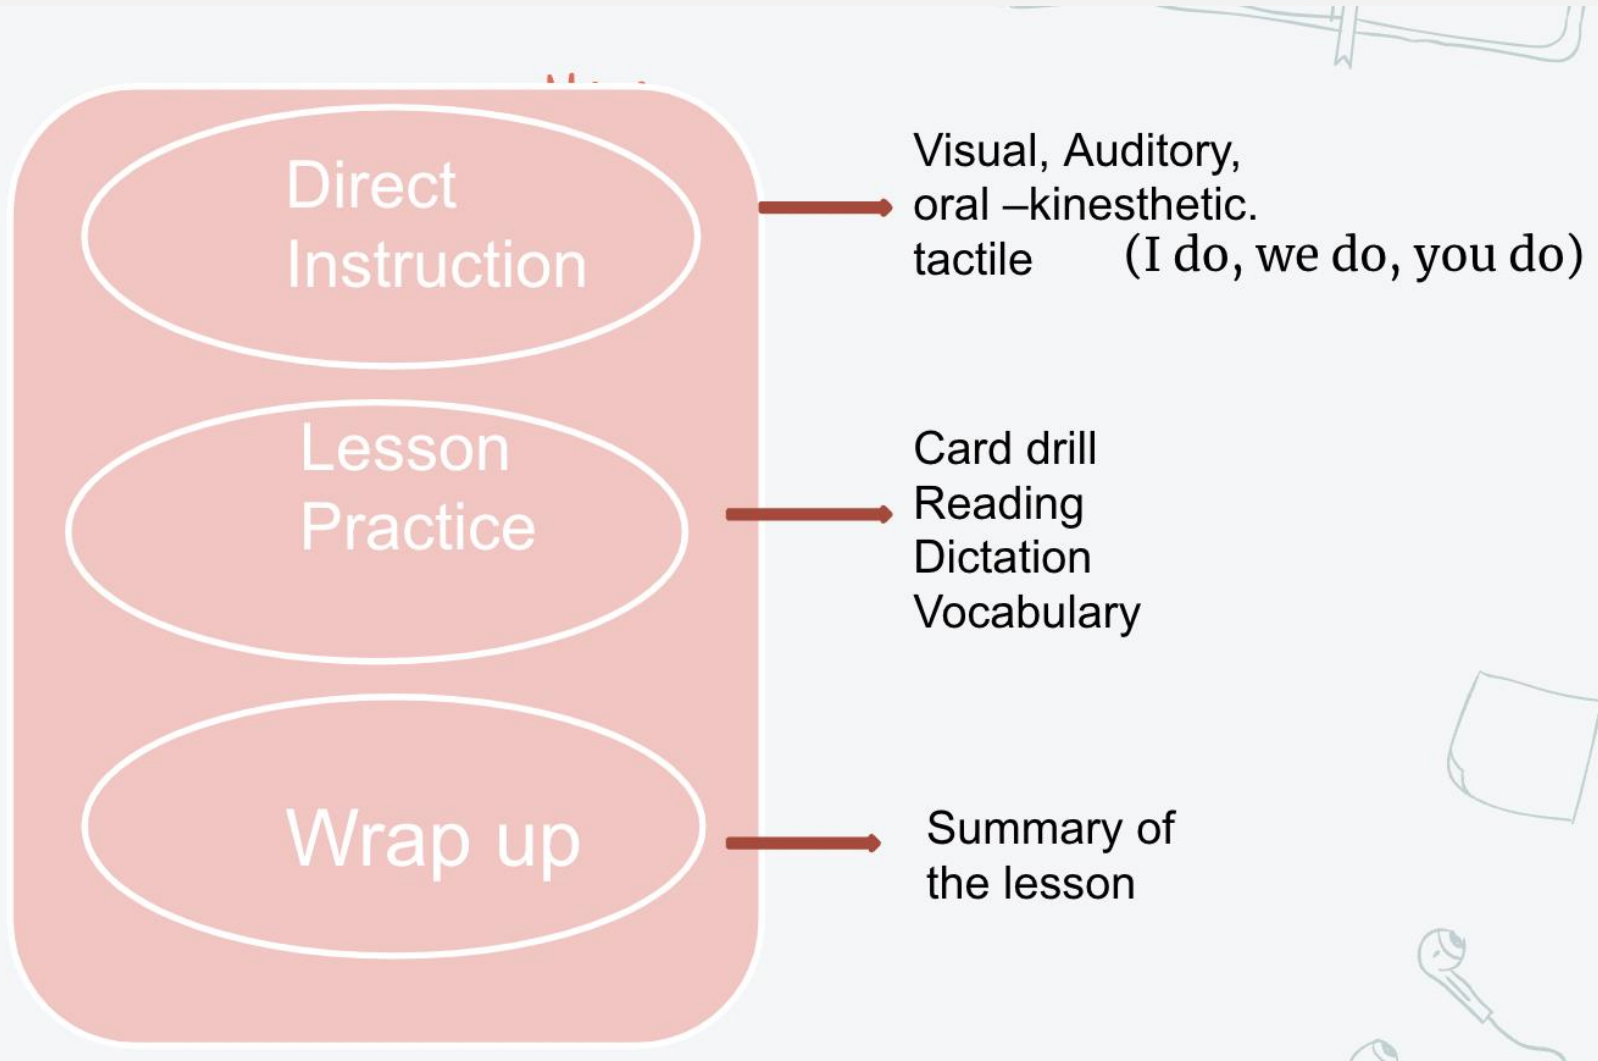 Direct
Instruction
Visual, Auditory,
oral –kinesthetic.
tactile (I do, we do, you do)
Lesson
Practice
Card drill
Reading
Dictation
Vocabulary
Wrap up
Summary of
the lesson